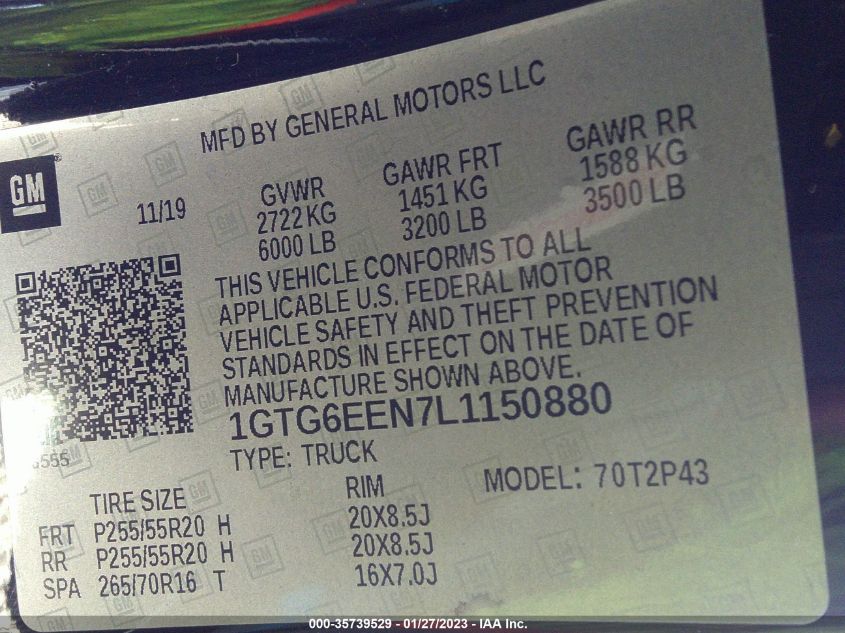 MFD BY GENERAL MOTORS LLC
GM
11/19
GVWR GAWR FRT GAWR RR
2722 KG 1451 KG 1588 KG
6000 LB 3200 LB 3500 LB
THIS VEHICLE CONFORMS TO ALL
APPLICABLE U.S. FEDERAL MOTOR
VEHICLE SAFETY AND THEFT PREVENTION
STANDARDS IN EFFECT ON THE DATE OF
MANUFACTURE SHOWN ABOVE.
1GTG6EEN7L1150880
TYPE: TRUCK
MODEL: 70T2P43
TIRE SIZE RIM
FRT P255/55R20 H 20X8.5J
RR P255/55R20 H 20X8.5J
SPA 265/70R16 T 16X7.0J
000-35739529 - 01/27/2023 - IAA Inc.